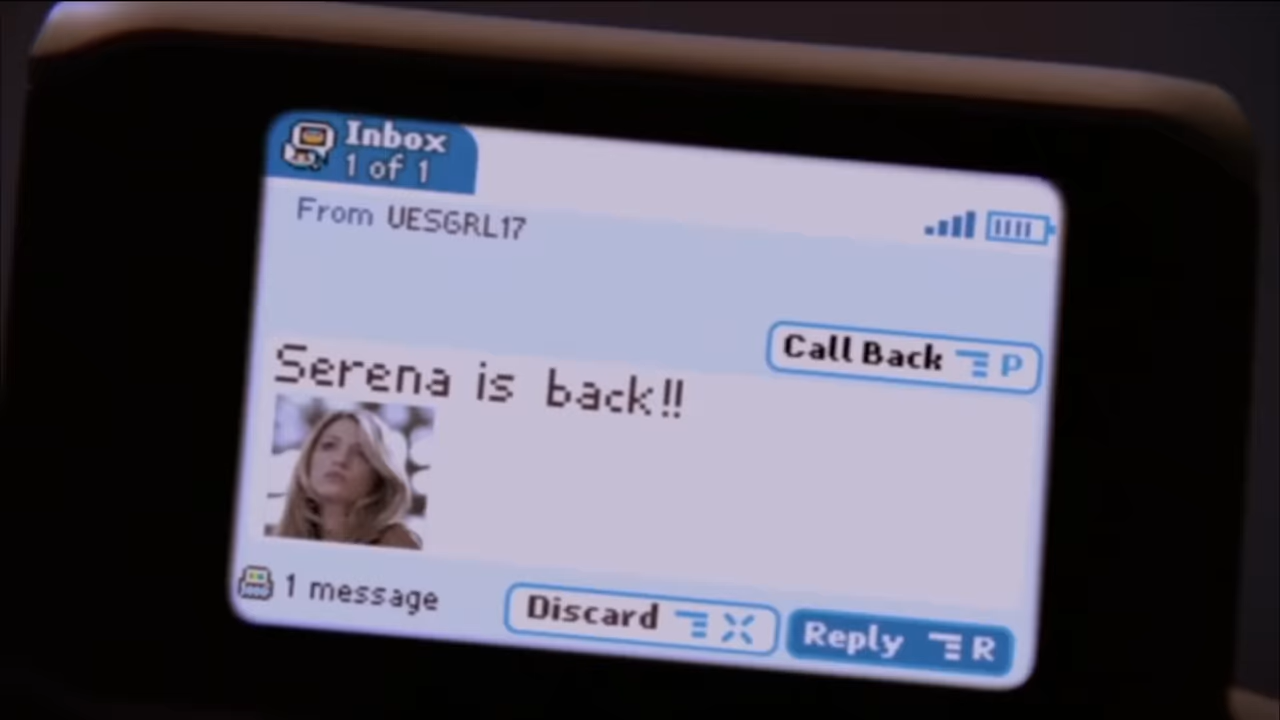 Inbox
1 of 1
From UESGRL17
Call Back P
Serena is back!!
1 message
Discard X
Reply R